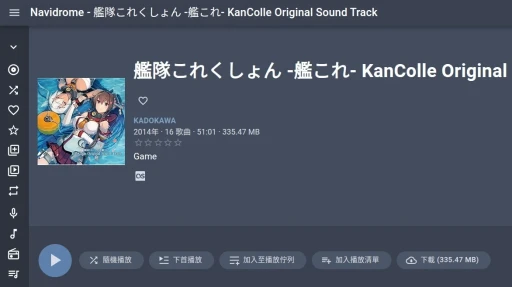 Navidrome - 艦隊これくしょん -艦これ- KanColle Original Sound Track
艦隊これくしょん -艦これ- KanColle Original
KADOKAWA
2014年 · 16 歌曲 · 51:01 · 335.47 MB
Game
隨機播放
下首播放
加入至播放佇列
加入播放清單
下載 (335.47 MB)